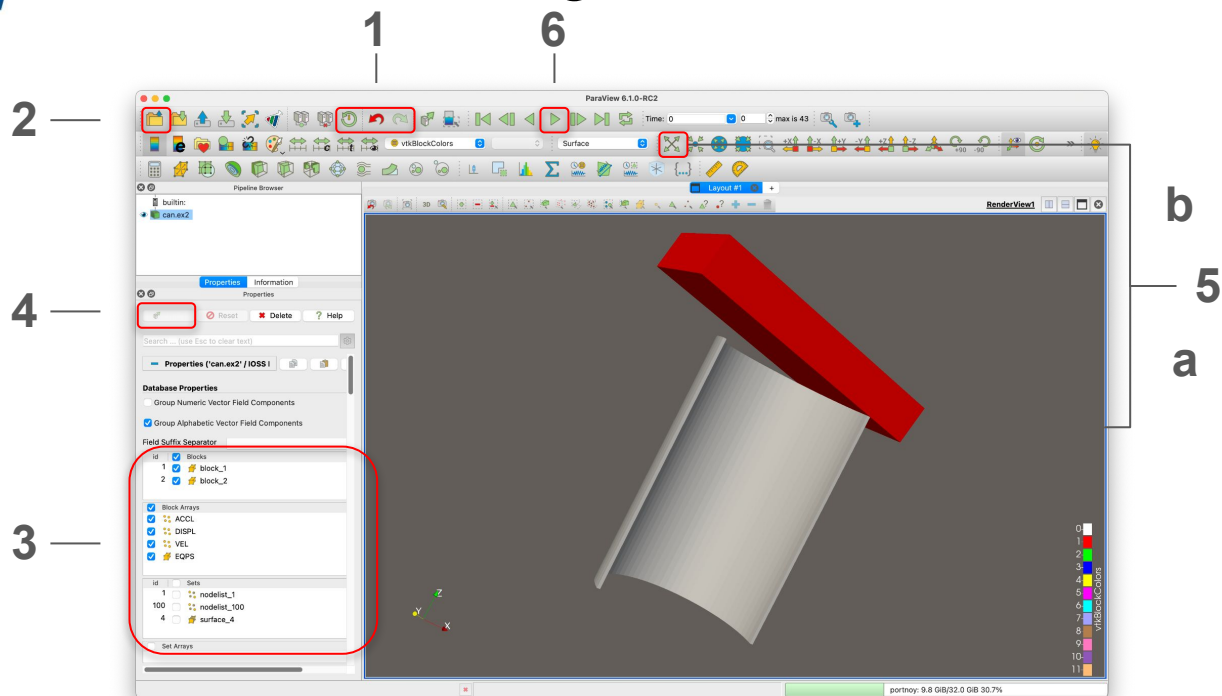 1
6
2
ParaView 6.1.0-RC2
Time: 0
0
max is 43
vtkBlockColors
Surface
+X
-X
+Y
-Y
+Z
-Z
+90
-90
Pipeline Browser
Layout #1
+
builtin:
can.ex2
3D
RenderView1
b
Properties
Information
5
Properties
4
Reset
Delete
? Help
Search ... (use Esc to clear text)
Properties ('can.ex2' / IOSS
a
Database Properties
Group Numeric Vector Field Components
Group Alphabetic Vector Field Components
Field Suffix Separator
id Blocks
1 block_1
2 block_2
Block Arrays
ACCL
DISPL
VEL
EQPS
3
id Sets
1 nodelist_1
100 nodelist_100
4 surface_4
Set Arrays
Z
Y
X
0
1
2
3
4
5
6
7
8
9
10
11
vtkBlockColors
portnoy: 9.8 GiB/32.0 GiB 30.7%